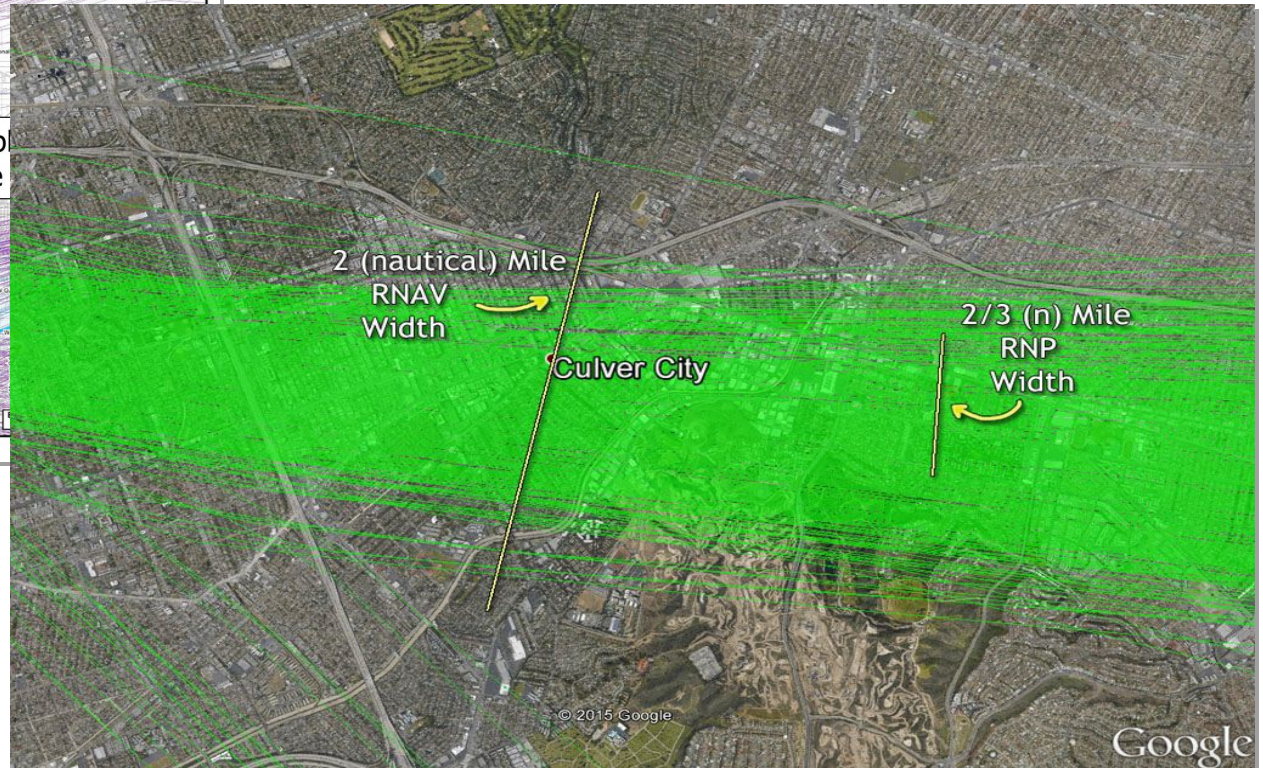 2 (nautical) Mile
RNAV
Width
2/3 (n) Mile
RNP
Width
Culver City
© 2015 Google
Google